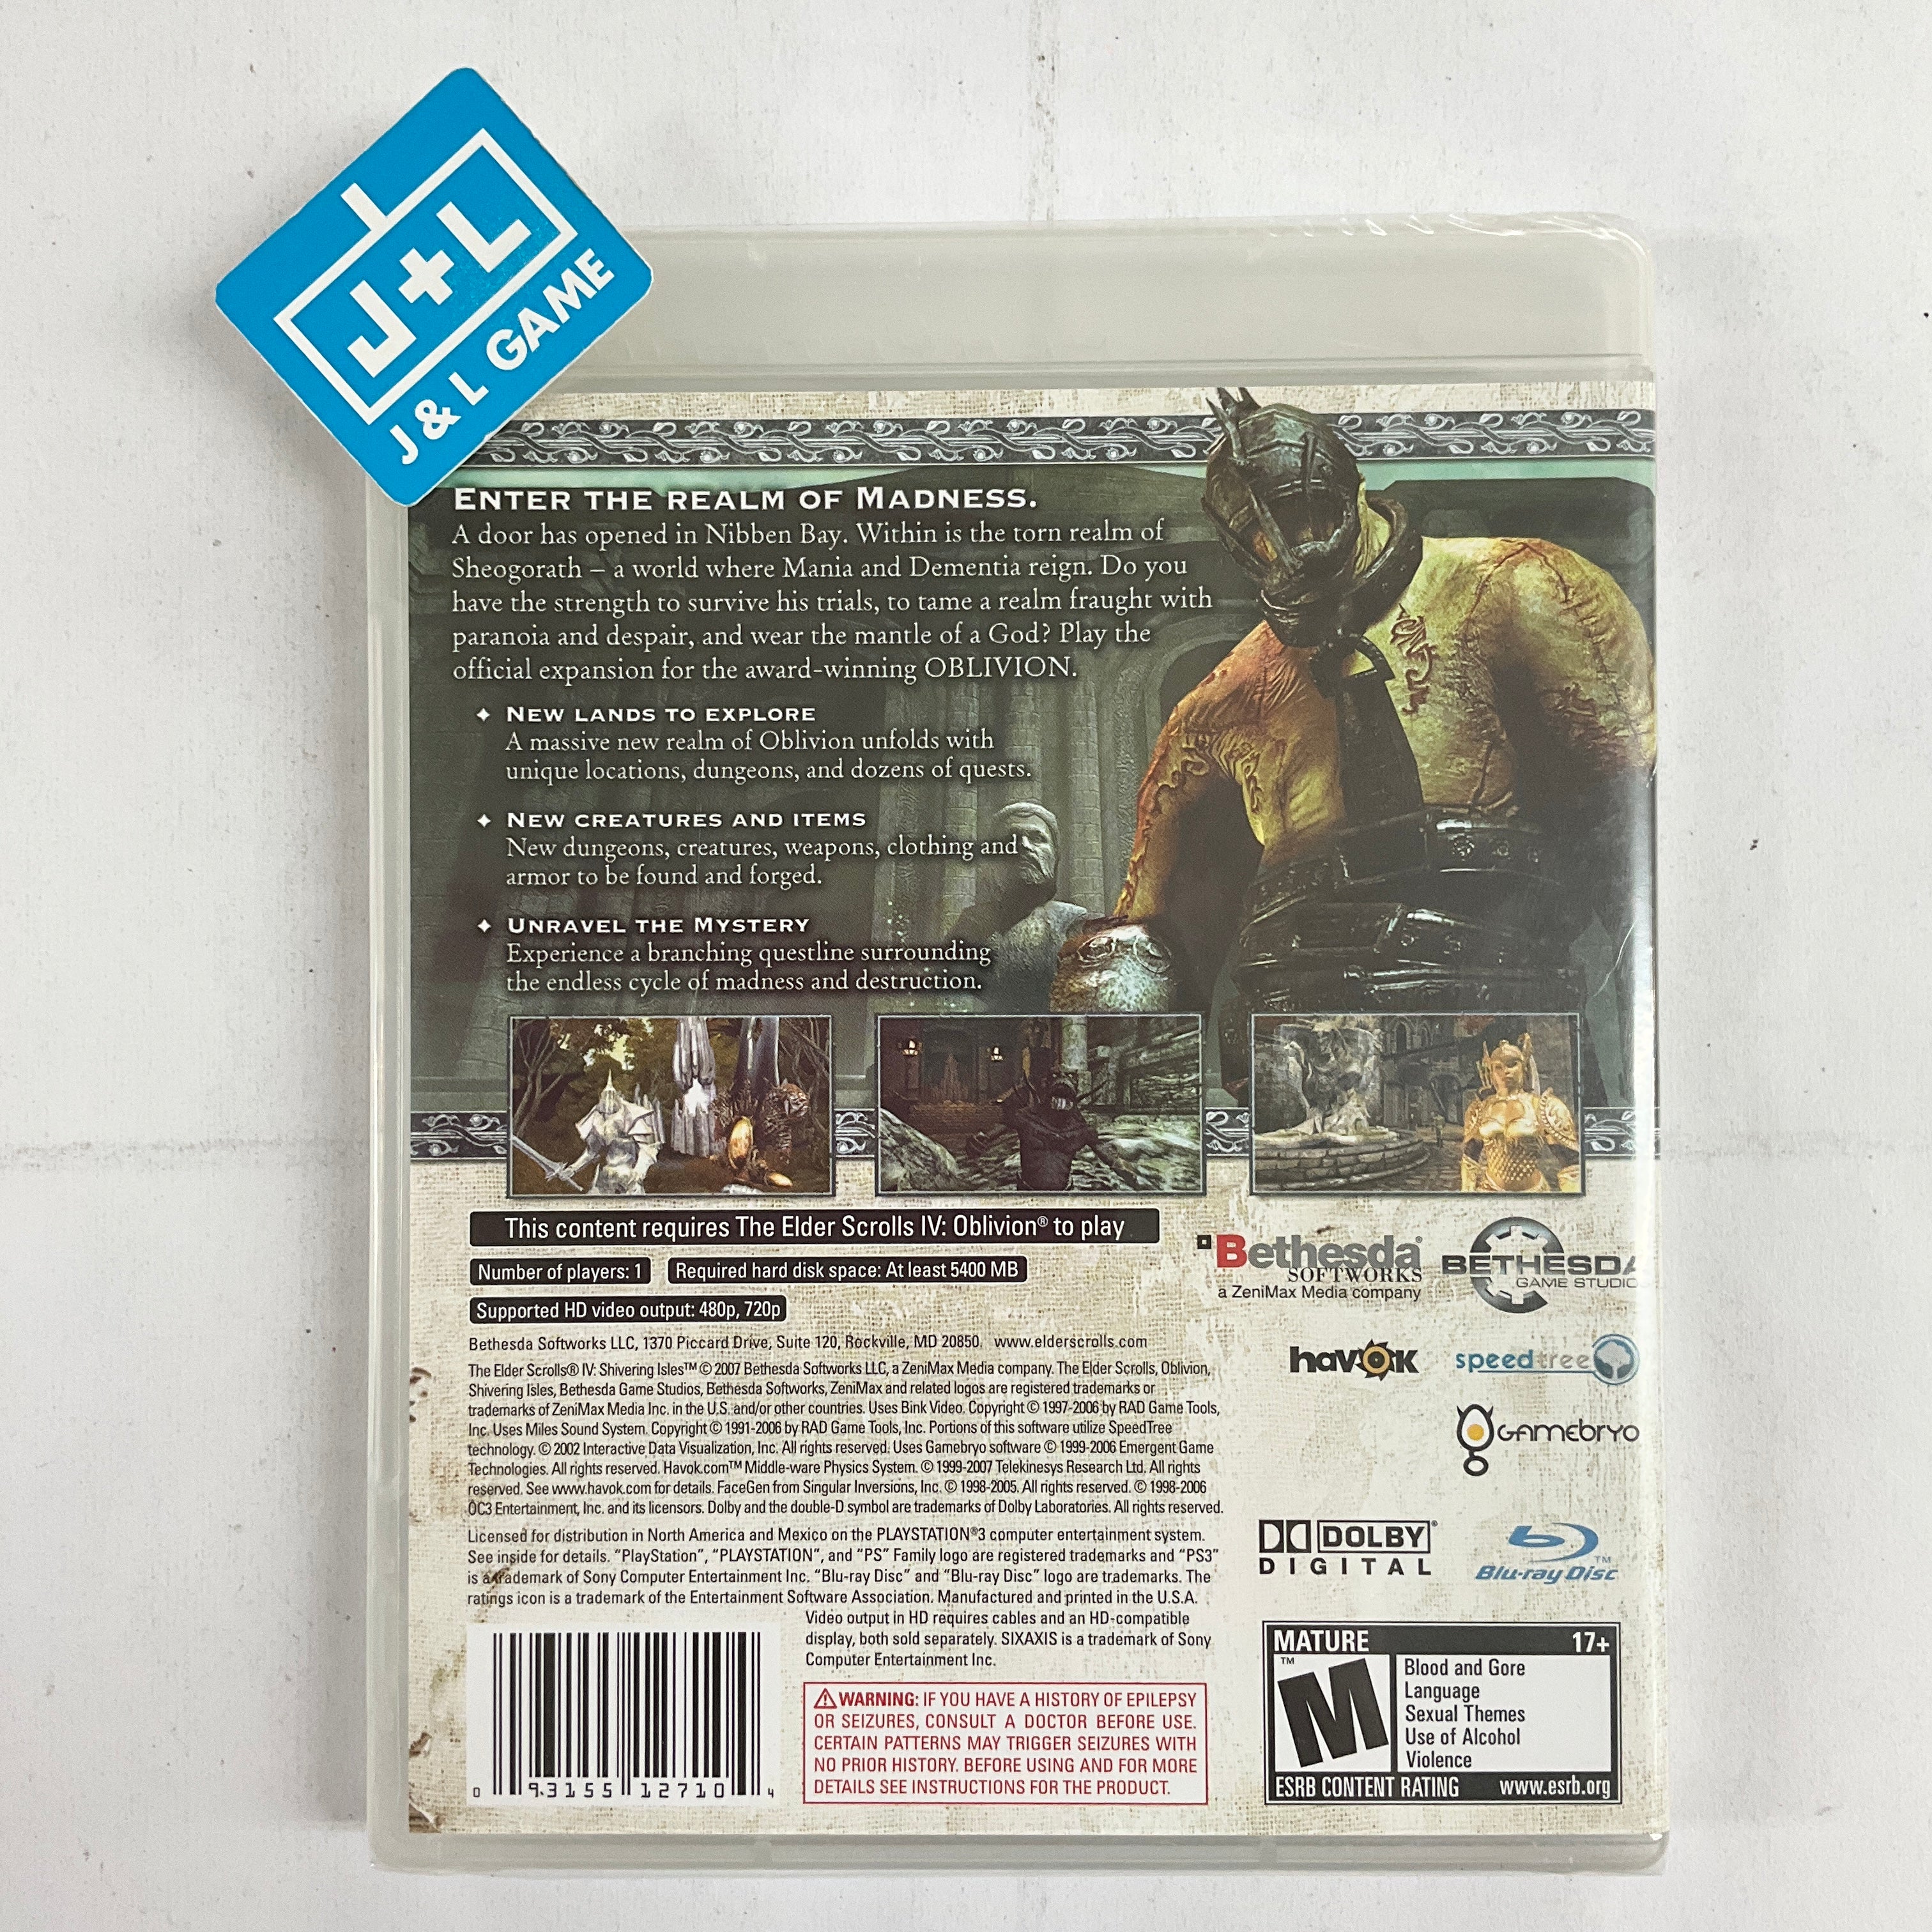 J+L
J & L GAME
ENTER THE REALM OF MADNESS.
A door has opened in Nibben Bay. Within is the torn realm of
Sheogorath – a world where Mania and Dementia reign. Do you
have the strength to survive his trials, to tame a realm fraught with
paranoia and despair, and wear the mantle of a God? Play the
official expansion for the award-winning OBLIVION.
✦ NEW LANDS TO EXPLORE
A massive new realm of Oblivion unfolds with
unique locations, dungeons, and dozens of quests.
✦ NEW CREATURES AND ITEMS
New dungeons, creatures, weapons, clothing and
armor to be found and forged.
✦ UNRAVEL THE MYSTERY
Experience a branching questline surrounding
the endless cycle of madness and destruction.
This content requires The Elder Scrolls IV: Oblivion® to play
Number of players: 1
Required hard disk space: At least 5400 MB
Supported HD video output: 480p, 720p
Bethesda®
SOFTWORKS
a ZeniMax Media company
BETHESDA
GAME STUDIOS
Bethesda Softworks LLC, 1370 Piccard Drive, Suite 120, Rockville, MD 20850. www.elderscrolls.com
The Elder Scrolls® IV: Shivering Isles™ © 2007 Bethesda Softworks LLC, a ZeniMax Media company. The Elder Scrolls, Oblivion,
Shivering Isles, Bethesda Game Studios, Bethesda Softworks, ZeniMax and related logos are registered trademarks or
trademarks of ZeniMax Media Inc. in the U.S. and/or other countries. Uses Bink Video. Copyright © 1997-2006 by RAD Game Tools,
Inc. Uses Miles Sound System. Copyright © 1991-2006 by RAD Game Tools, Inc. Portions of this software utilize SpeedTree
technology. © 2002 Interactive Data Visualization, Inc. All rights reserved. Uses Gamebryo software © 1999-2006 Emergent Game
Technologies. All rights reserved. Havok.com™ Middle-ware Physics System. © 1999-2007 Telekinesys Research Ltd. All rights
reserved. See www.havok.com for details. FaceGen from Singular Inversions, Inc. © 1998-2005. All rights reserved. © 1998-2006
OC3 Entertainment, Inc. and its licensors. Dolby and the double-D symbol are trademarks of Dolby Laboratories. All rights reserved.
Licensed for distribution in North America and Mexico on the PLAYSTATION®3 computer entertainment system.
See inside for details. "PlayStation", "PLAYSTATION", and "PS" Family logo are registered trademarks and "PS3"
is a trademark of Sony Computer Entertainment Inc. "Blu-ray Disc" and "Blu-ray Disc" logo are trademarks. The
ratings icon is a trademark of the Entertainment Software Association. Manufactured and printed in the U.S.A.
Video output in HD requires cables and an HD-compatible
display, both sold separately. SIXAXIS is a trademark of Sony
Computer Entertainment Inc.
havok
speedtree
GAMEBRYO
DOLBY®
DIGITAL
Blu-ray Disc™
0 93155 12710 4
WARNING: IF YOU HAVE A HISTORY OF EPILEPSY
OR SEIZURES, CONSULT A DOCTOR BEFORE USE.
CERTAIN PATTERNS MAY TRIGGER SEIZURES WITH
NO PRIOR HISTORY. BEFORE USING AND FOR MORE
DETAILS SEE INSTRUCTIONS FOR THE PRODUCT.
MATURE 17+
™
M
Blood and Gore
Language
Sexual Themes
Use of Alcohol
Violence
ESRB CONTENT RATING www.esrb.org